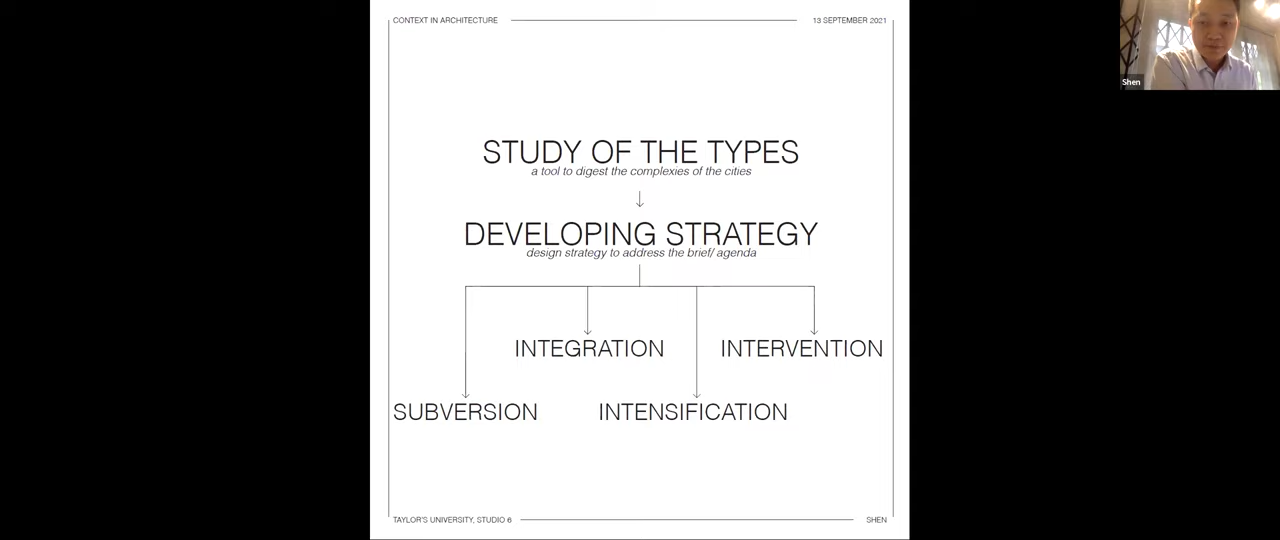 CONTEXT IN ARCHITECTURE
13 SEPTEMBER 2021
Shen
STUDY OF THE TYPES
a tool to digest the complexies of the cities
DEVELOPING STRATEGY
design strategy to address the brief/ agenda
INTEGRATION
INTERVENTION
SUBVERSION
INTENSIFICATION
TAYLOR'S UNIVERSITY, STUDIO 6
SHEN